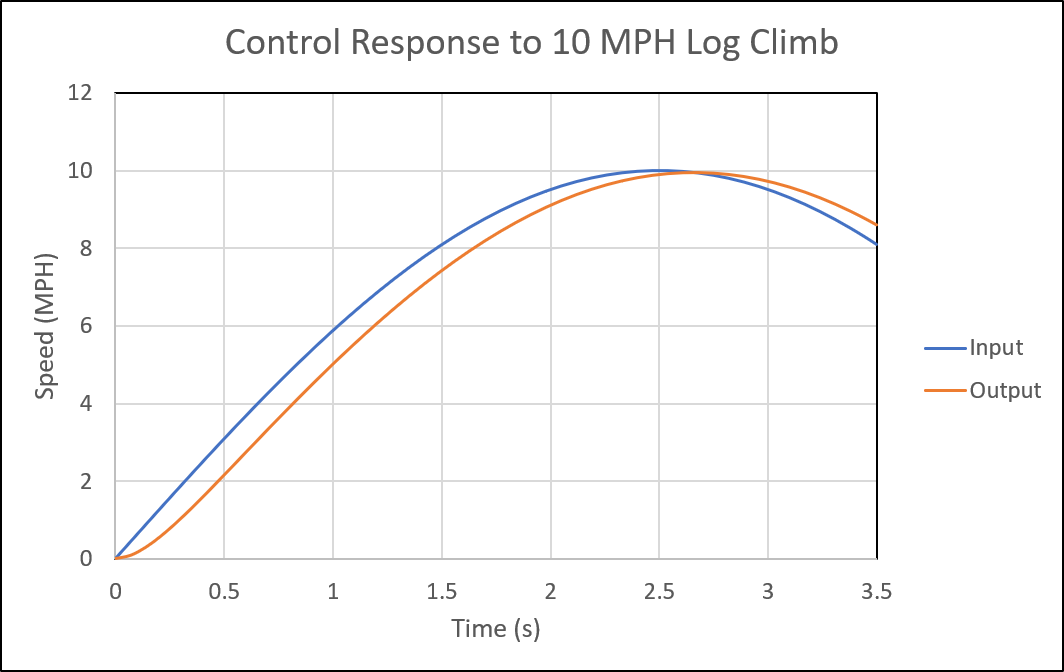 Control Response to 10 MPH Log Climb
12
10
8
6
4
2
0
Speed (MPH)
0 0.5 1 1.5 2 2.5 3 3.5
Time (s)
Input
Output